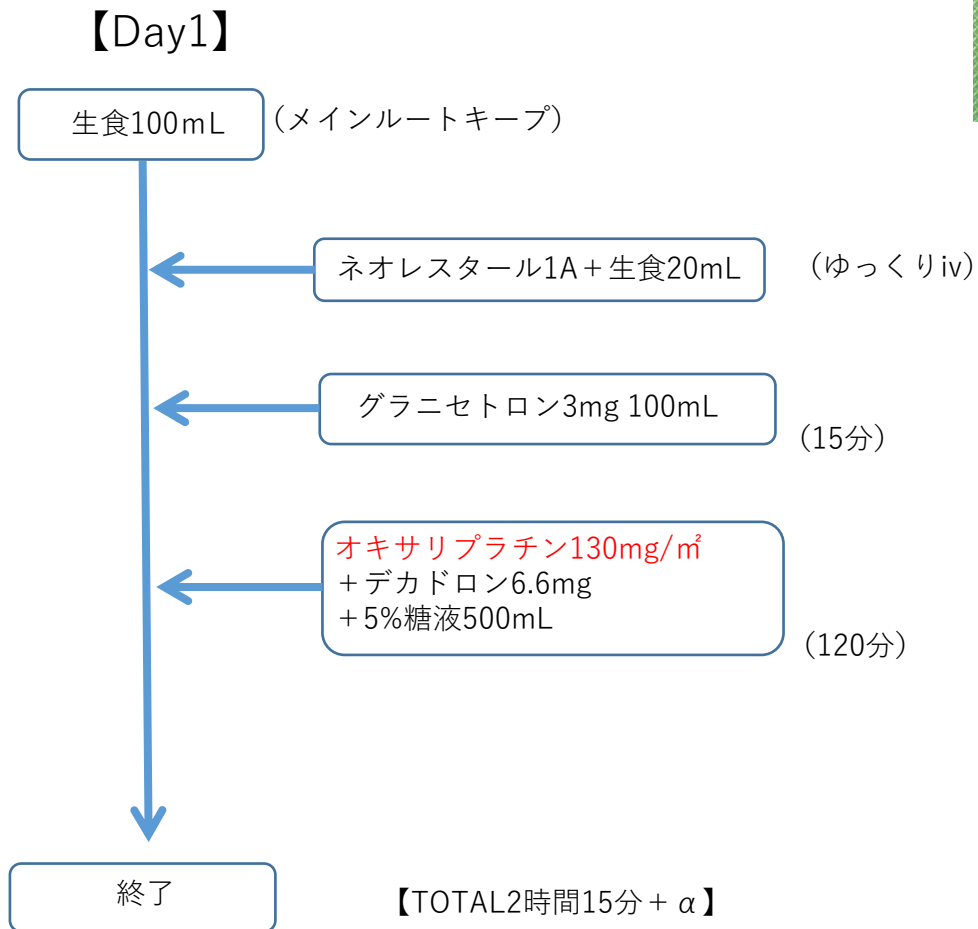 【Day1】
生食100mL (メインルートキープ)
ネオレスタール1A+生食20mL (ゆっくりiv)
グラニセトロン3mg 100mL
(15分)
オキサリプラチン130mg/㎡
+デカドロン6.6mg
+5%糖液500mL
(120分)
終了
【TOTAL2時間15分+α】